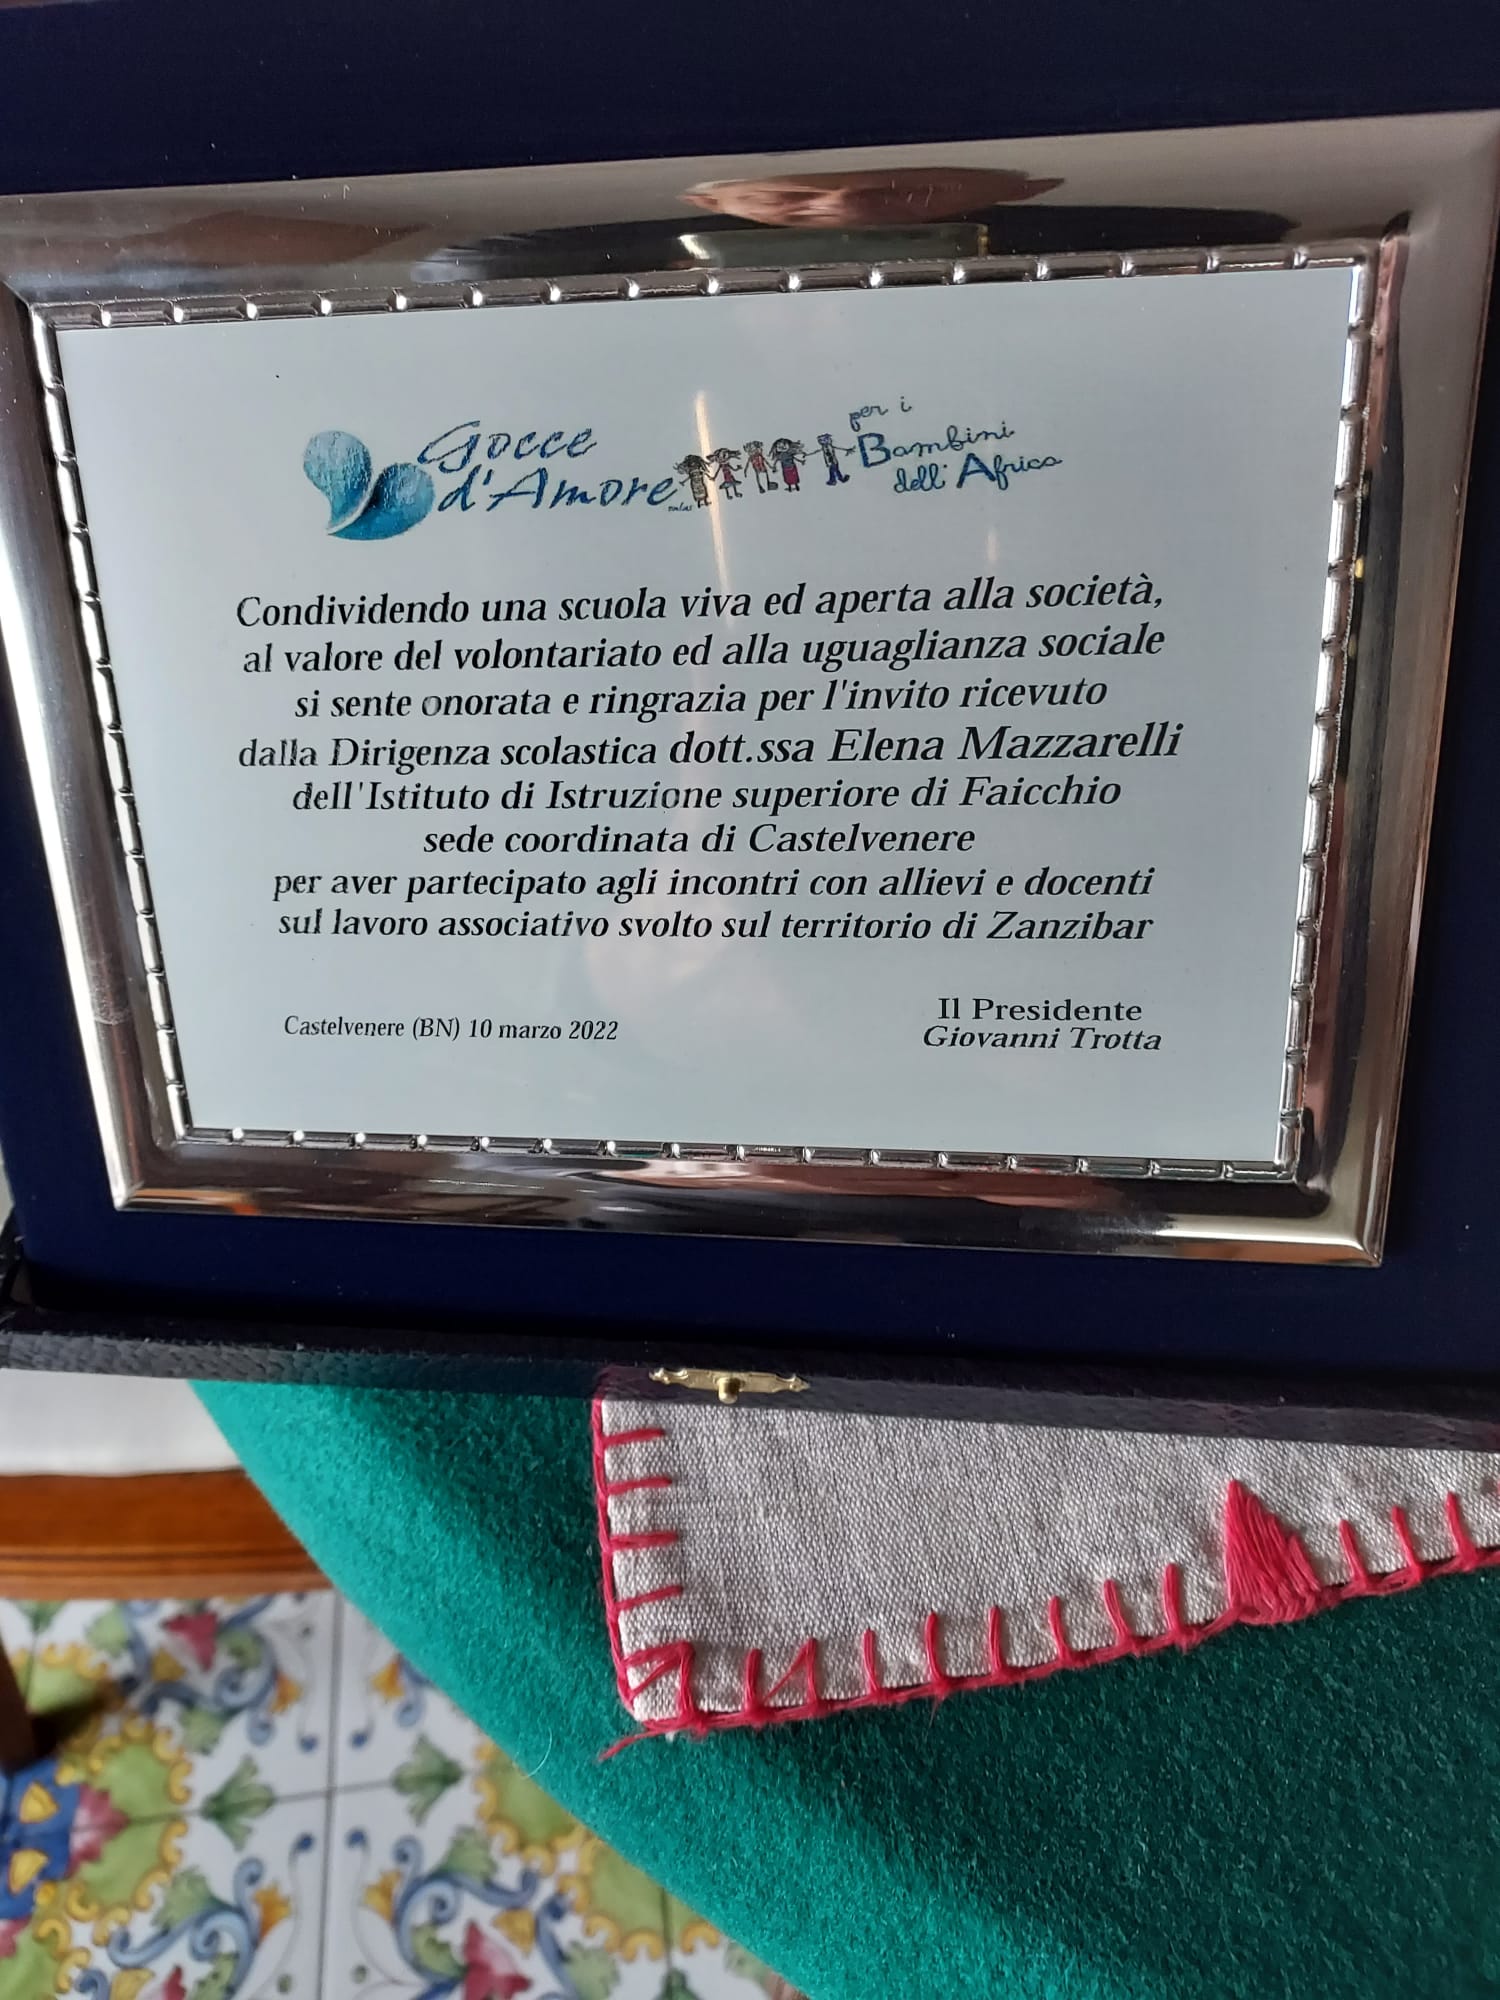 Gocce
d'Amore
onlus
per i
Bambini
dell'Africa
Condividendo una scuola viva ed aperta alla società,
al valore del volontariato ed alla uguaglianza sociale
si sente onorata e ringrazia per l'invito ricevuto
dalla Dirigenza scolastica dott.ssa Elena Mazzarelli
dell'Istituto di Istruzione superiore di Faicchio
sede coordinata di Castelvenere
per aver partecipato agli incontri con allievi e docenti
sul lavoro associativo svolto sul territorio di Zanzibar
Castelvenere (BN) 10 marzo 2022
Il Presidente
Giovanni Trotta